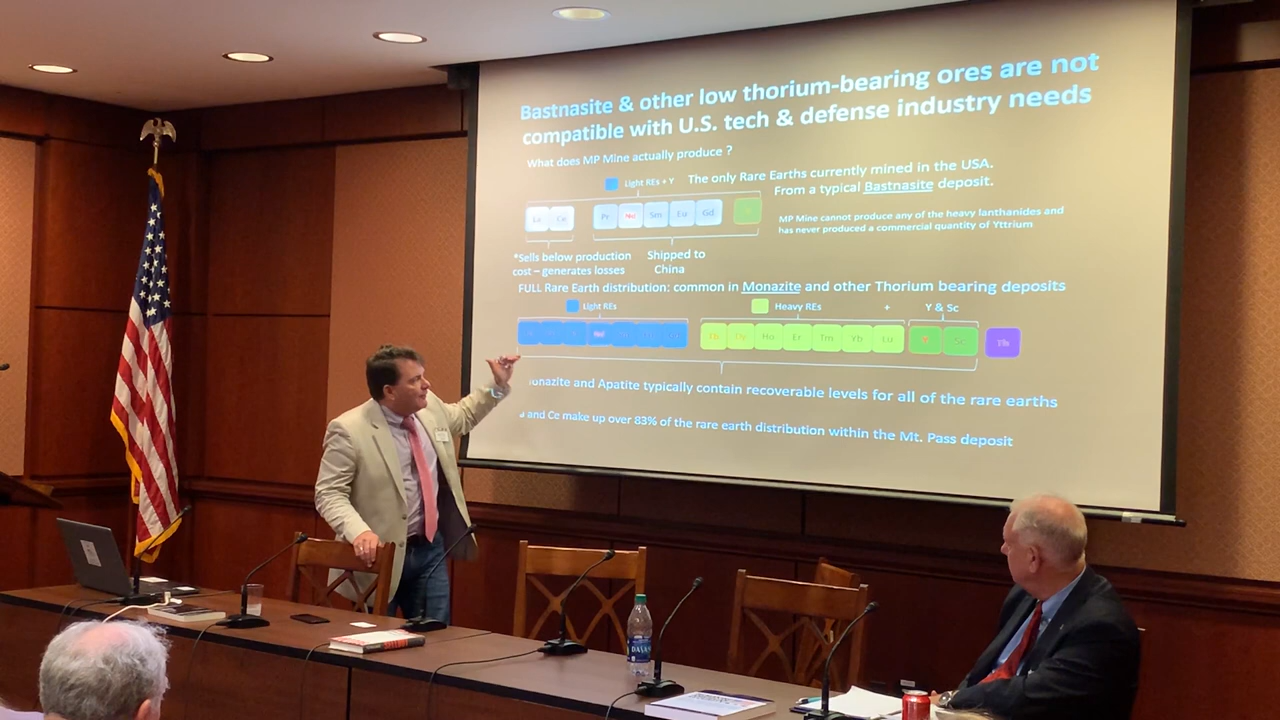 Bastnasite & other low thorium-bearing ores are not
compatible with U.S. tech & defense industry needs
What does MP Mine actually produce ?
Light REs + Y
The only Rare Earths currently mined in the USA.
From a typical Bastnasite deposit.
La Ce Pr Nd Sm Eu Gd
MP Mine cannot produce any of the heavy lanthanides and
has never produced a commercial quantity of Yttrium
*Sells below production
cost – generates losses
Shipped to
China
FULL Rare Earth distribution: common in Monazite and other Thorium bearing deposits
Light REs
Heavy REs
+
Y & Sc
Nd
Tb Dy Ho Er Tm Yb Lu Y Sc Th
onazite and Apatite typically contain recoverable levels for all of the rare earths
and Ce make up over 83% of the rare earth distribution within the Mt. Pass deposit
DASANI